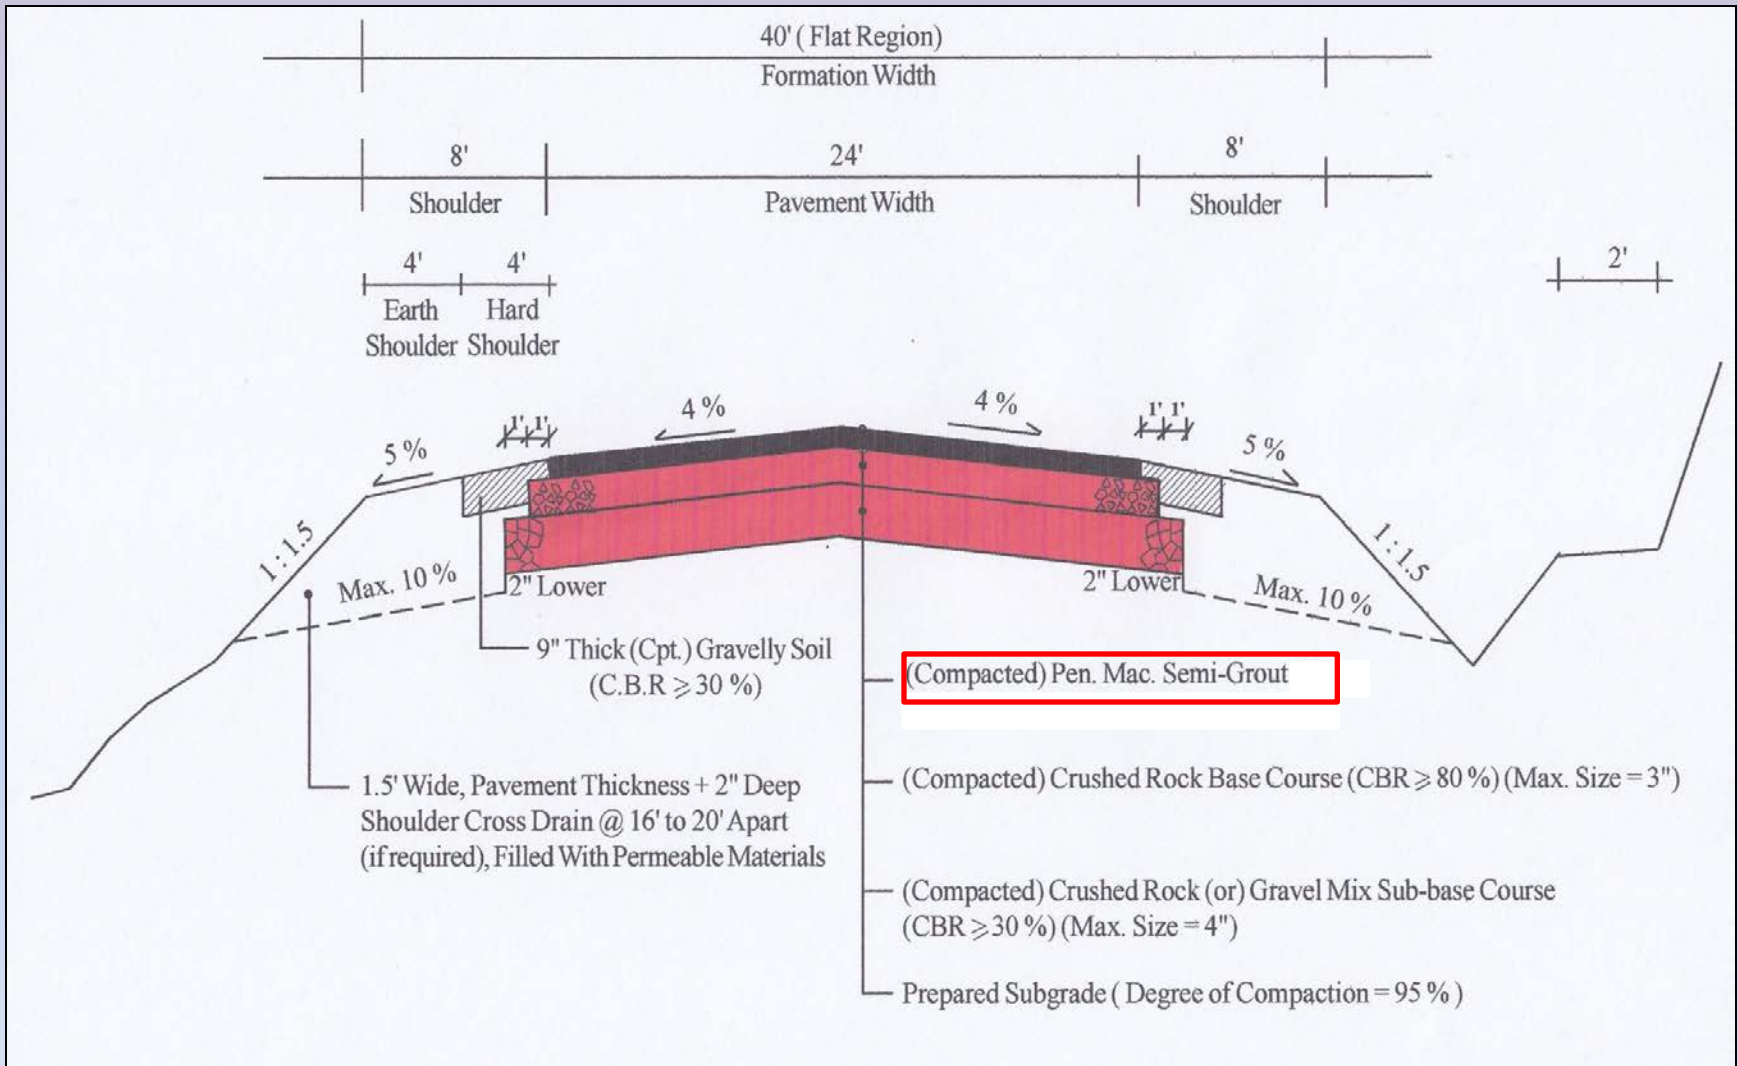 40' ( Flat Region)
Formation Width
8'
24'
8'
Shoulder
Pavement Width
Shoulder
4'
4'
2'
Earth
Shoulder
Hard
Shoulder
4 %
4 %
1' 1'
1' 1'
5 %
5 %
1 : 1.5
1 : 1.5
Max. 10 %
2" Lower
2" Lower
Max. 10 %
9" Thick (Cpt.) Gravelly Soil
(C.B.R ⩾ 30 %)
(Compacted) Pen. Mac. Semi-Grout
1.5' Wide, Pavement Thickness + 2" Deep
Shoulder Cross Drain @ 16' to 20' Apart
(if required), Filled With Permeable Materials
(Compacted) Crushed Rock Base Course (CBR ⩾ 80 %) (Max. Size = 3")
(Compacted) Crushed Rock (or) Gravel Mix Sub-base Course
(CBR ⩾ 30 %) (Max. Size = 4")
Prepared Subgrade ( Degree of Compaction = 95 % )